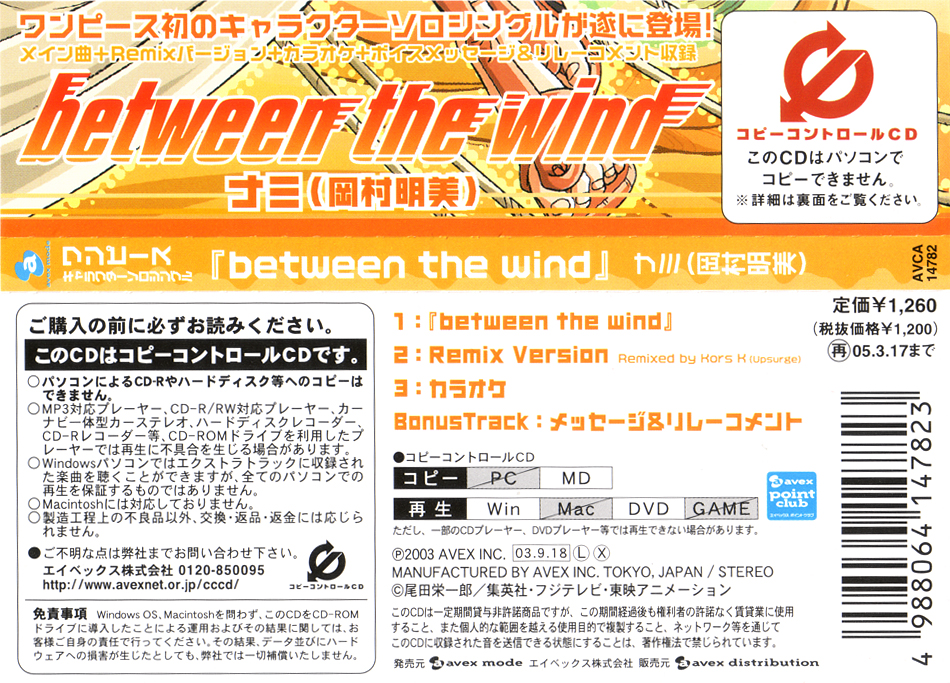 ワンピース初のキャラクターソロシングルが遂に登場!
メイン曲+Remixバージョン+カラオケ+ボイスメッセージ&リレーコメント収録
between the wind
ナミ(岡村明美)
コピーコントロールCD
このCDはパソコンで
コピーできません。
※詳細は裏面をご覧ください。
a avex mode
ワンピース
キャラクターソロシングル
『between the wind』 ナミ(岡村明美)
AVCA
14782
ご購入の前に必ずお読みください。
このCDはコピーコントロールCDです。
○パソコンによるCD-Rやハードディスク等へのコピーは
できません。
○MP3対応プレーヤー、CD-R/RW対応プレーヤー、カー
ナビ一体型カーステレオ、ハードディスクレコーダー、
CD-Rレコーダー等、CD-ROMドライブを利用したプ
レーヤーでは再生に不具合を生じる場合があります。
○Windowsパソコンではエクストラトラックに収録され
た楽曲を聴くことができますが、全てのパソコンでの
再生を保証するものではありません。
○Macintoshには対応しておりません。
○製造工程上の不良品以外、交換・返品・返金には応じら
れません。
●ご不明な点は弊社までお問い合わせ下さい。
エイベックス株式会社 0120-850095
http://www.avexnet.or.jp/cccd/
コピーコントロールCD
免責事項 Windows OS、Macintoshを問わず、このCDをCD-ROM
ドライブに導入したことによる運用およびその結果に関しては、お
客様ご自身の責任で行ってください。その結果、データ並びにハード
ウェアへの損害が生じたとしても、弊社では一切補償いたしません。
1:『between the wind』
2:Remix Version Remixed by Kors K (Upsurge)
3:カラオケ
BonusTrack:メッセージ&リレーコメント
定価¥1,260
(税抜価格¥1,200)
再 05.3.17まで
●コピーコントロールCD
コピー PC MD
再生 Win Mac DVD GAME
ただし、一部のCDプレーヤー、DVDプレーヤー等では再生できない場合があります。
avex
point
club
エイベックス ポイントクラブ
Ⓟ2003 AVEX INC. 03.9.18 Ⓛ Ⓧ
MANUFACTURED BY AVEX INC. TOKYO, JAPAN / STEREO
©尾田栄一郎/集英社・フジテレビ・東映アニメーション
このCDは一定期間貸与非許諾商品ですが、この期間経過後も権利者の許諾なく賃貸業に使用
すること、また個人的な範囲を越える使用目的で複製すること、ネットワーク等を通じて
このCDに収録された音を送信できる状態にすることは、著作権法で禁じられています。
発売元 avex mode エイベックス株式会社 販売元 avex distribution
4 988064 147823